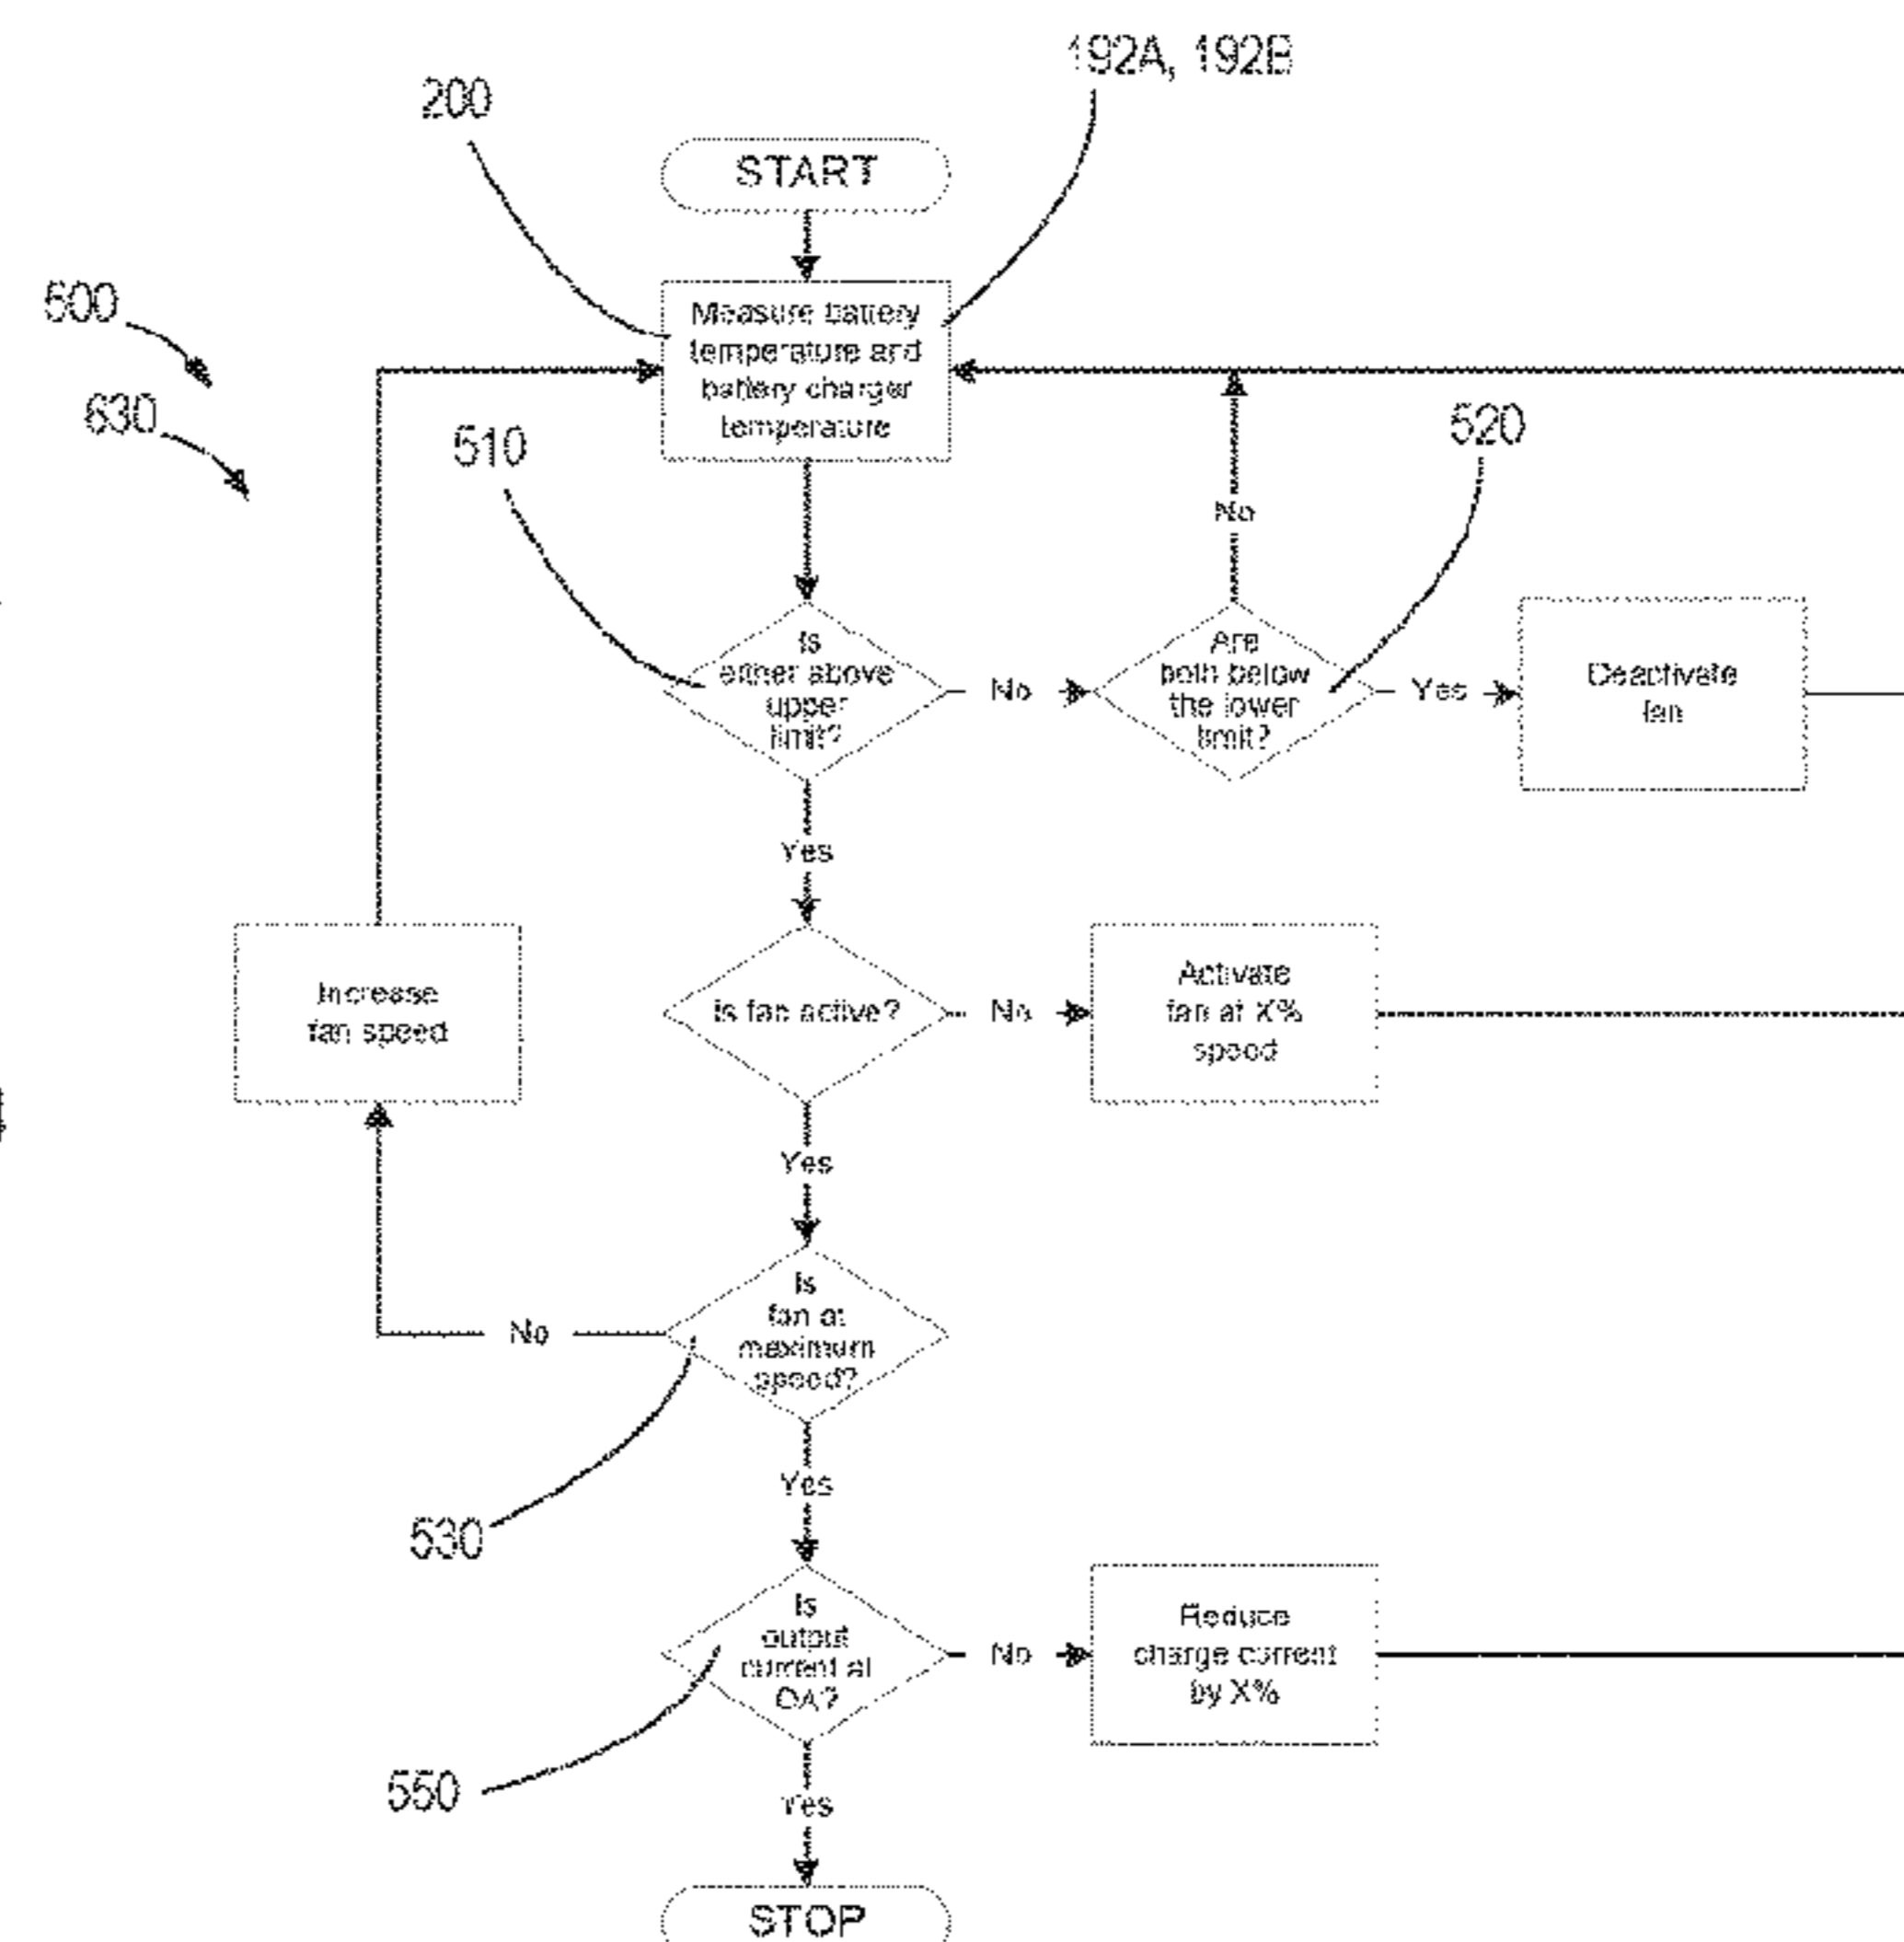 192A, 192B
200
START
500
Measure battery
temperature and
battery charger
temperature
630
510
520
No
Is
either above
upper
limit?
No
Are
both below
the lower
limit?
Yes
Deactivate
fan
Yes
Increase
fan speed
Is fan active?
No
Activate
fan at X%
speed
Yes
Is
fan at
maximum
speed?
No
Yes
530
Is
output
current at
OA?
No
Reduce
charge current
by X%
550
Yes
STOP